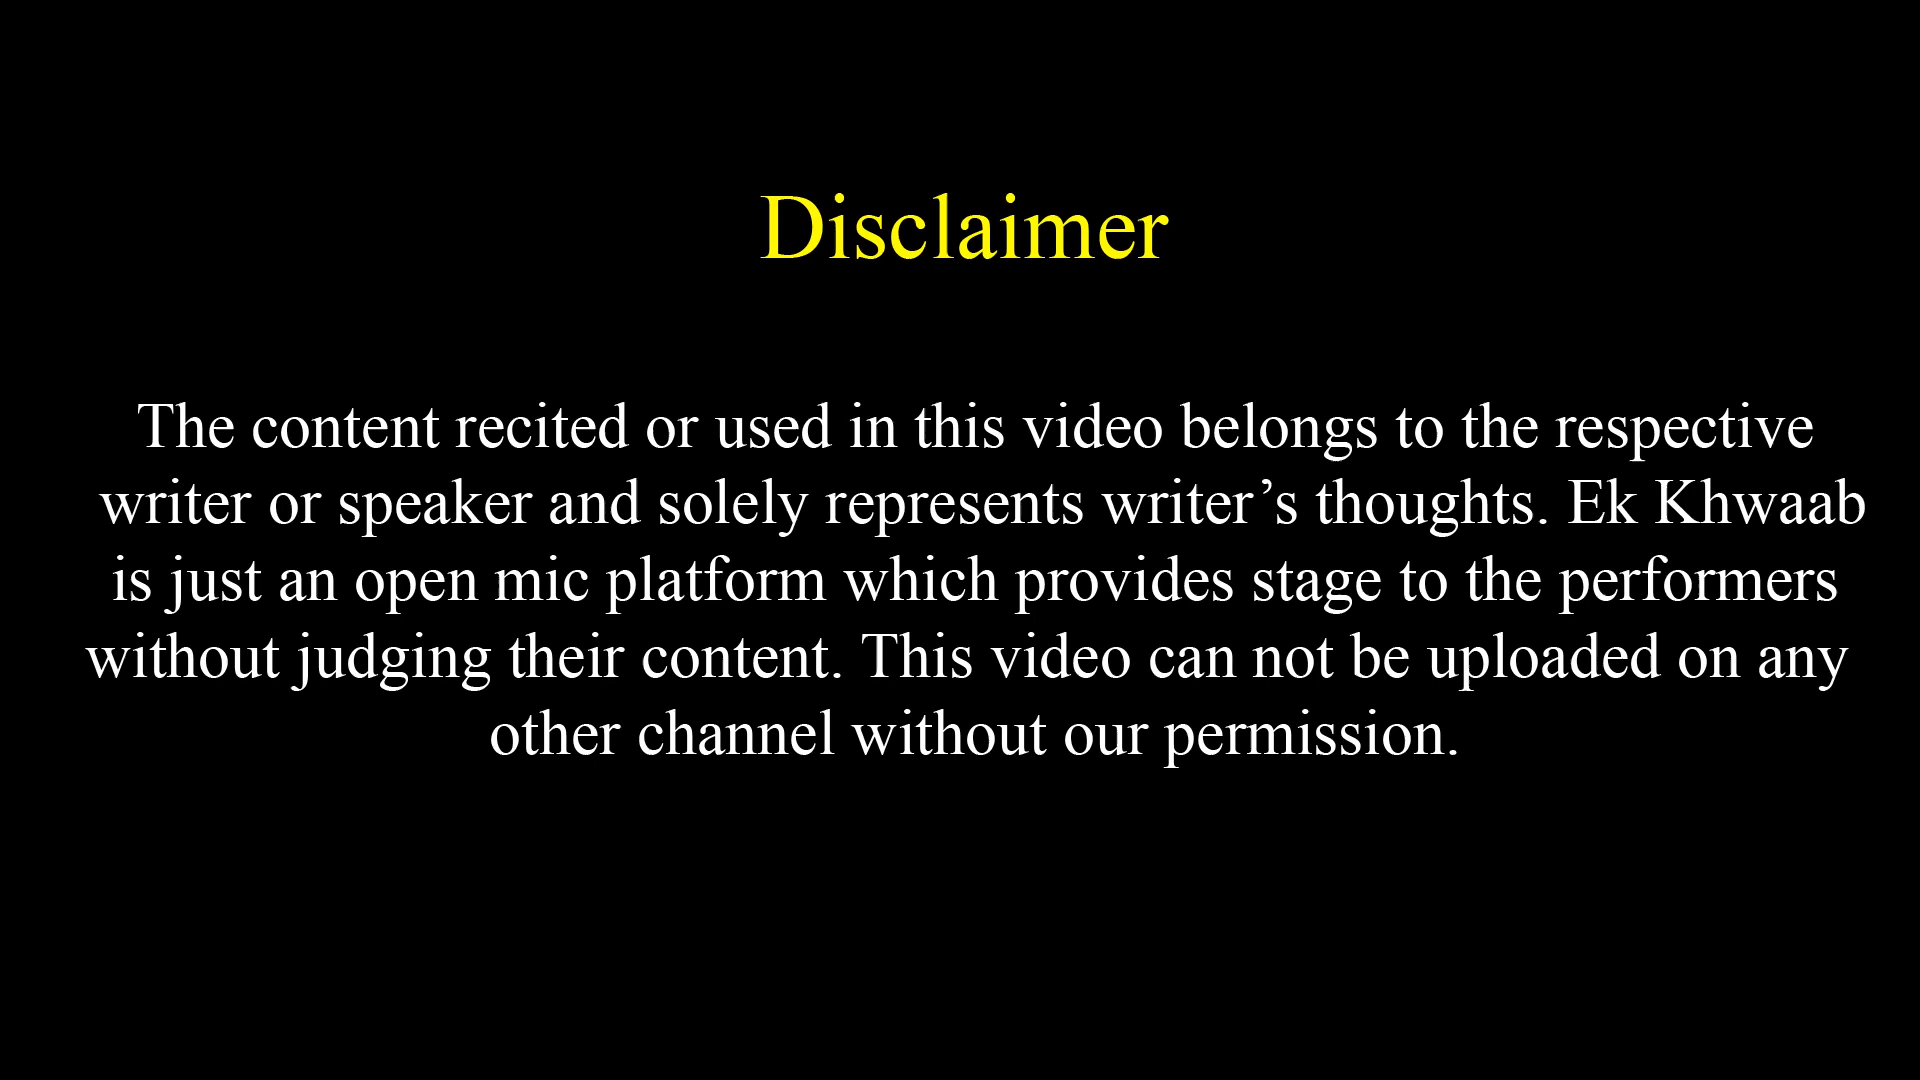 Disclaimer
The content recited or used in this video belongs to the respective
writer or speaker and solely represents writer’s thoughts. Ek Khwaab
is just an open mic platform which provides stage to the performers
without judging their content. This video can not be uploaded on any
other channel without our permission.